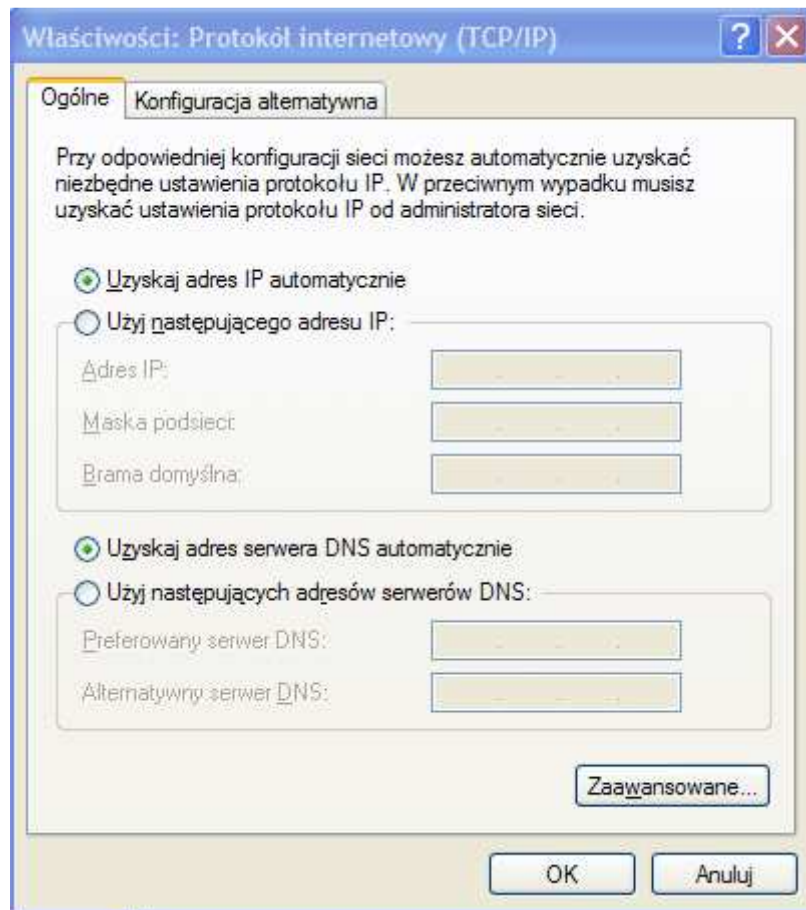 Właściwości: Protokół internetowy (TCP/IP)
Ogólne
Konfiguracja alternatywna
Przy odpowiedniej konfiguracji sieci możesz automatycznie uzyskać
niezbędne ustawienia protokołu IP. W przeciwnym wypadku musisz
uzyskać ustawienia protokołu IP od administratora sieci.
Uzyskaj adres IP automatycznie
Użyj następującego adresu IP:
Adres IP:
Maska podsieci:
Brama domyślna:
Uzyskaj adres serwera DNS automatycznie
Użyj następujących adresów serwerów DNS:
Preferowany serwer DNS:
Alternatywny serwer DNS:
Zaawansowane...
OK
Anuluj